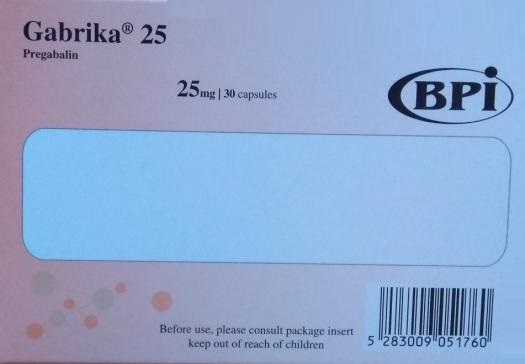 Gabrika® 25
Pregabalin
25mg | 30 capsules
BPi
Before use, please consult package insert
keep out of reach of children
5 283009 051760